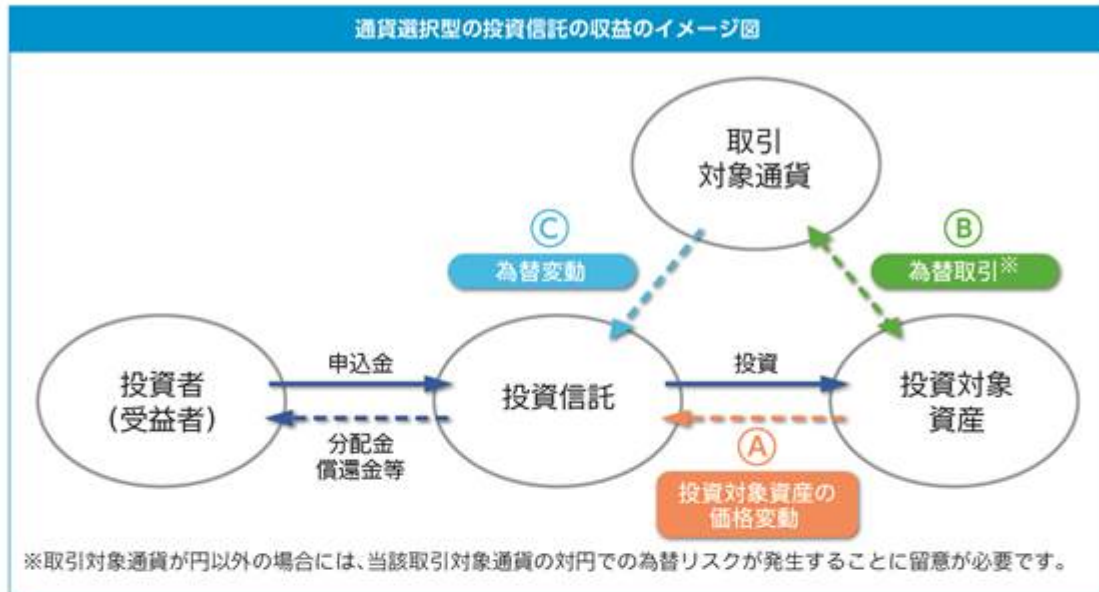 通貨選択型の投資信託の収益のイメージ図
取引
対象通貨
Ⓒ
為替変動
Ⓑ
為替取引※
投資者
(受益者)
申込金
分配金
償還金等
投資信託
投資
Ⓐ
投資対象資産の
価格変動
投資対象
資産
※取引対象通貨が円以外の場合には、当該取引対象通貨の対円での為替リスクが発生することに留意が必要です。